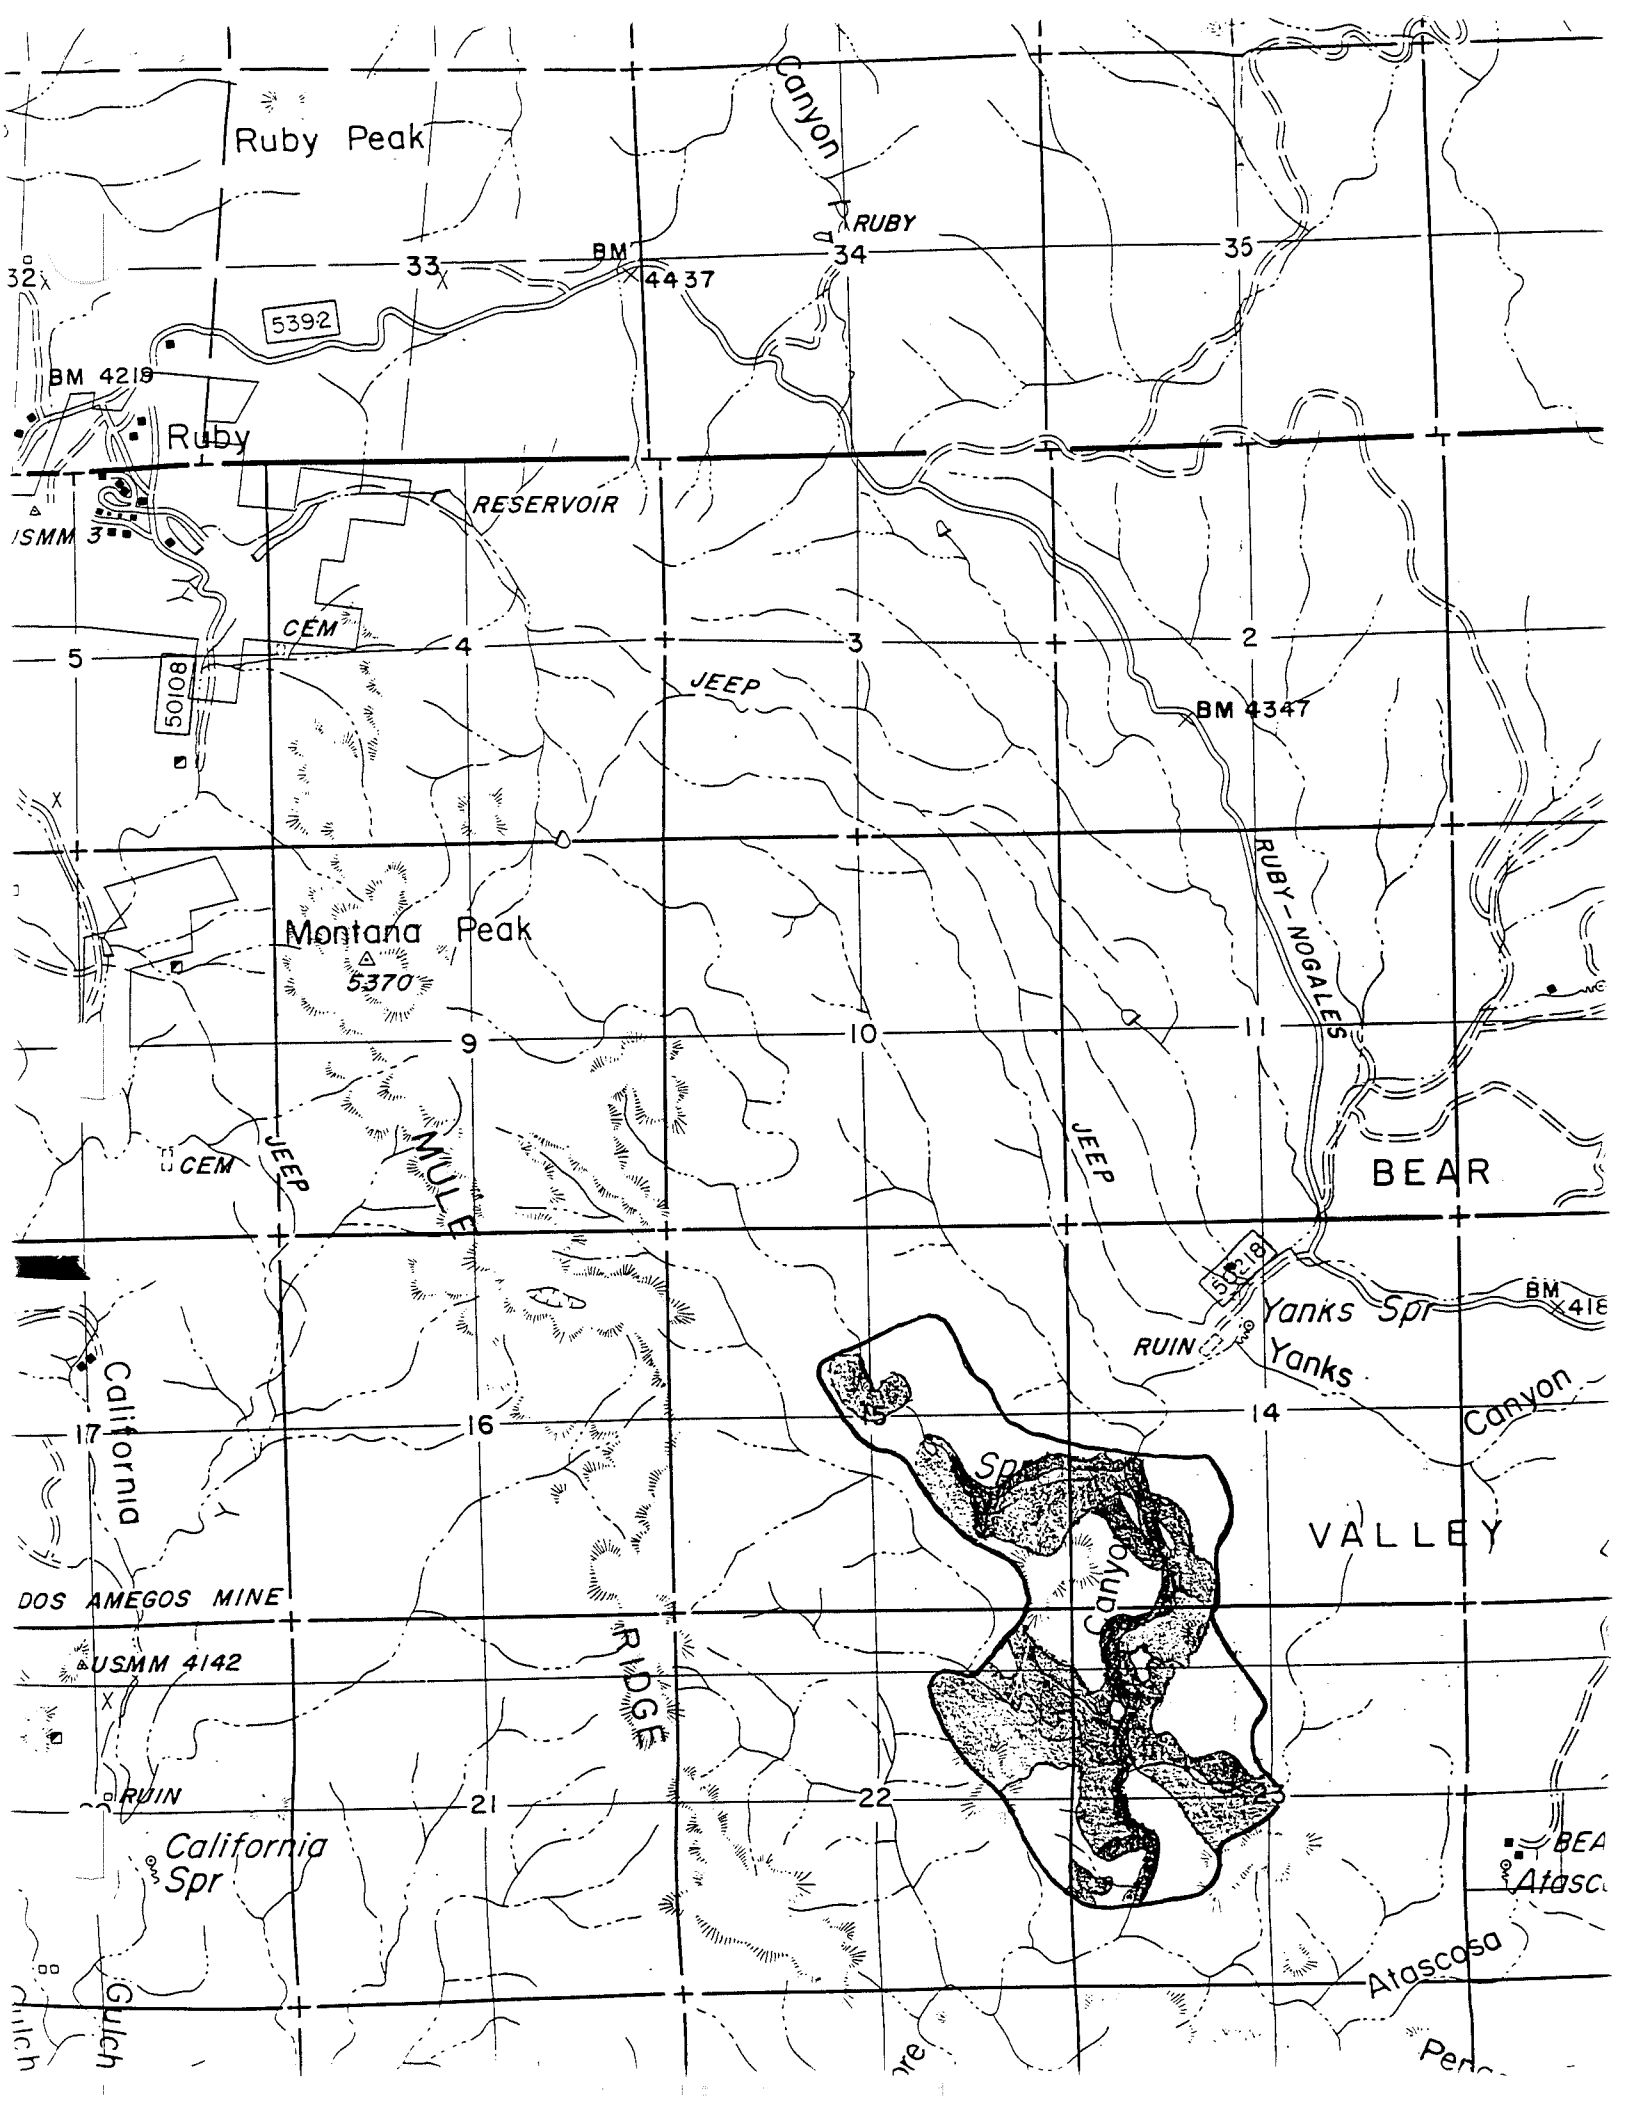 Canyon
Ruby Peak
RUBY
32
33
BM
4437
34
35
5392
BM 4219
Ruby
RESERVOIR
USMM 3
CEM
5
4
3
2
50108
JEEP
BM 4347
RUBY-NOGALES
Montana Peak
5370
9
10
11
MULE
JEEP
JEEP
CEM
BEAR
50218
Yanks Spr
BM
418
RUIN
Yanks
Canyon
California
17
16
15
14
Spr
VALLEY
Canyon
DOS AMEGOS MINE
RIDGE
USMM 4142
RUIN
21
22
23
California
Spr
BEA
Atasc
Atascosa
Gulch
ulch